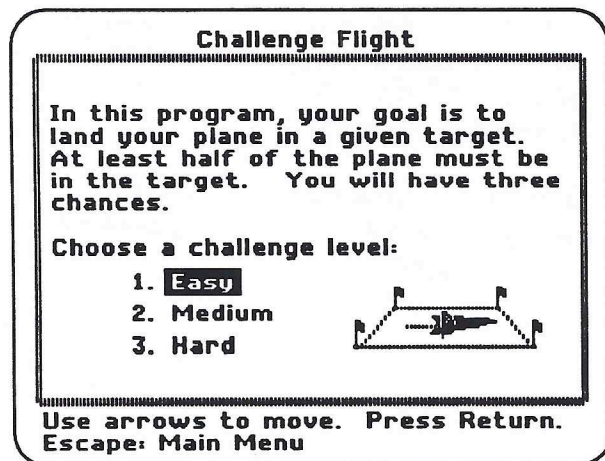 Challenge Flight
In this program, your goal is to
land your plane in a given target.
At least half of the plane must be
in the target. You will have three
chances.
Choose a challenge level:
1. Easy
2. Medium
3. Hard
Use arrows to move. Press Return.
Escape: Main Menu